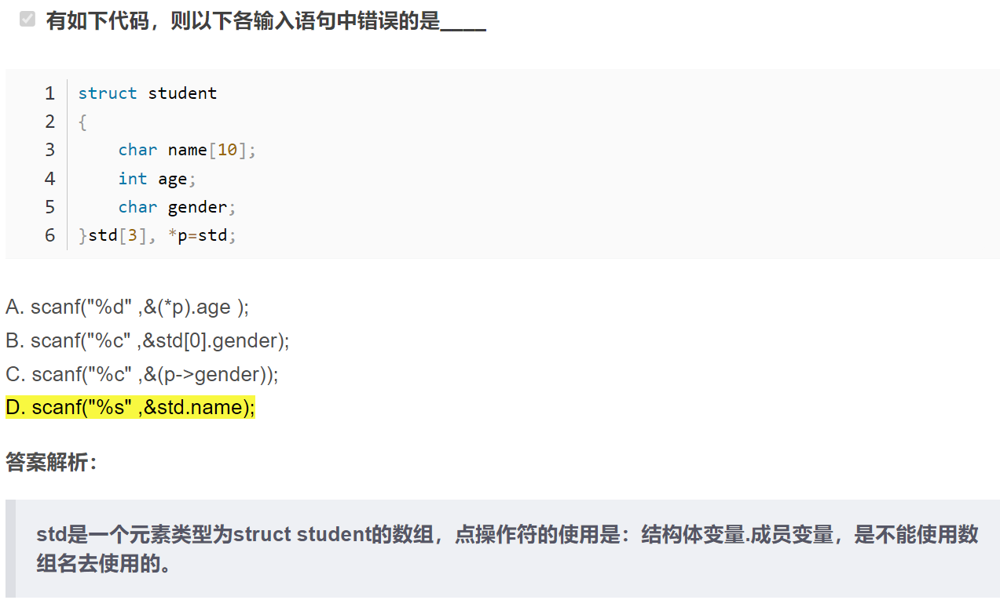 有如下代码，则以下各输入语句中错误的是____
1 struct student
2 {
3     char name[10];
4     int age;
5     char gender;
6 }std[3], *p=std;
A. scanf("%d" ,&(*p).age );
B. scanf("%c" ,&std[0].gender);
C. scanf("%c" ,&(p->gender));
D. scanf("%s" ,&std.name);
答案解析：
std是一个元素类型为struct student的数组，点操作符的使用是：结构体变量.成员变量，是不能使用数
组名去使用的。